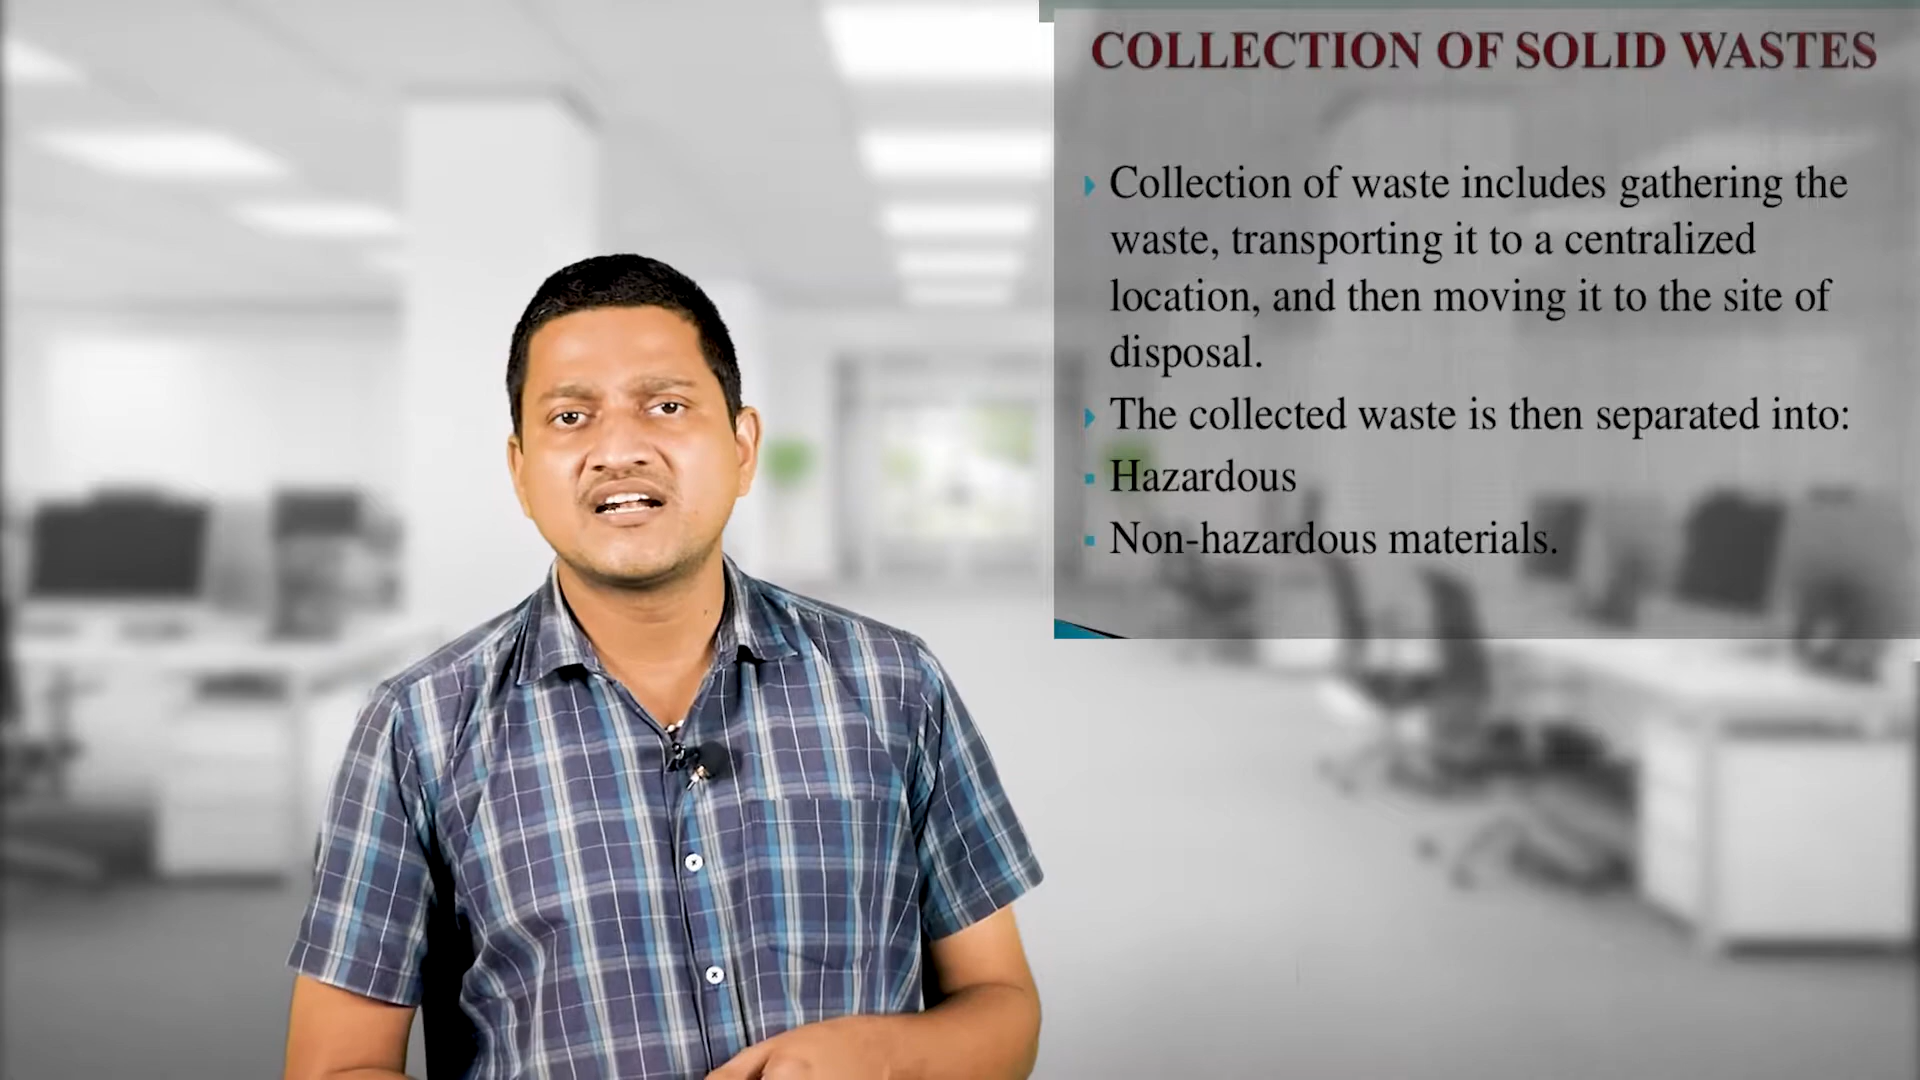 COLLECTION OF SOLID WASTES
Collection of waste includes gathering the
waste, transporting it to a centralized
location, and then moving it to the site of
disposal.
The collected waste is then separated into:
Hazardous
Non-hazardous materials.